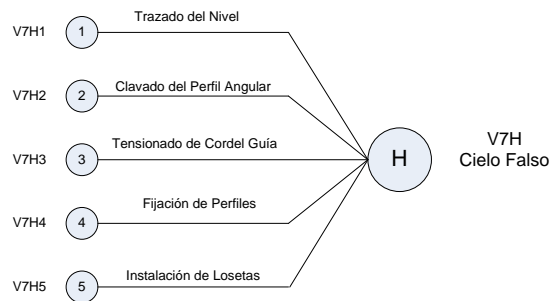 Trazado del Nivel
V7H1 1
Clavado del Perfil Angular
V7H2 2
Tensionado de Cordel Guía
V7H3 3
H
V7H
Cielo Falso
Fijación de Perfiles
V7H4 4
Instalación de Losetas
V7H5 5